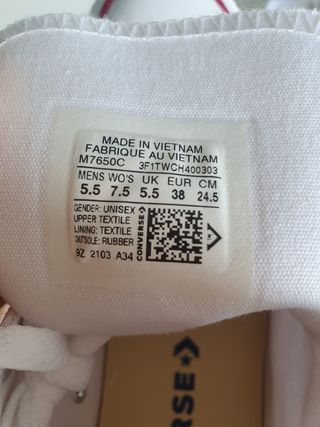 MADE IN VIETNAM
FABRIQUE AU VIETNAM
M7650C 3F1TWCH400303
MENS WO'S UK EUR CM
5.5 7.5 5.5 38 24.5
GENDER: UNISEX
UPPER TEXTILE
LINING: TEXTILE
OUTSOLE: RUBBER
9Z 2103 A34
CONVERSE
ERSE